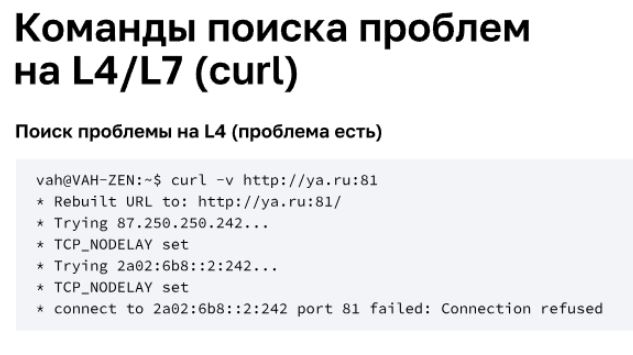 Команды поиска проблем
на L4/L7 (curl)
Поиск проблемы на L4 (проблема есть)
vah@VAH-ZEN:~$ curl -v http://ya.ru:81
* Rebuilt URL to: http://ya.ru:81/
* Trying 87.250.250.242...
* TCP_NODELAY set
* Trying 2a02:6b8::2:242...
* TCP_NODELAY set
* connect to 2a02:6b8::2:242 port 81 failed: Connection refused